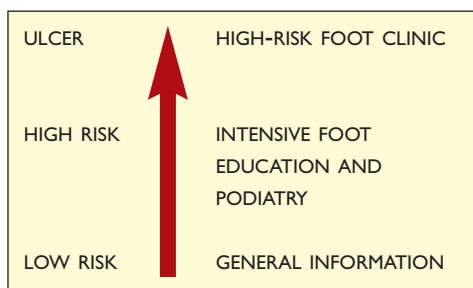 ULCER HIGH-RISK FOOT CLINIC
HIGH RISK INTENSIVE FOOT
EDUCATION AND
PODIATRY
LOW RISK GENERAL INFORMATION